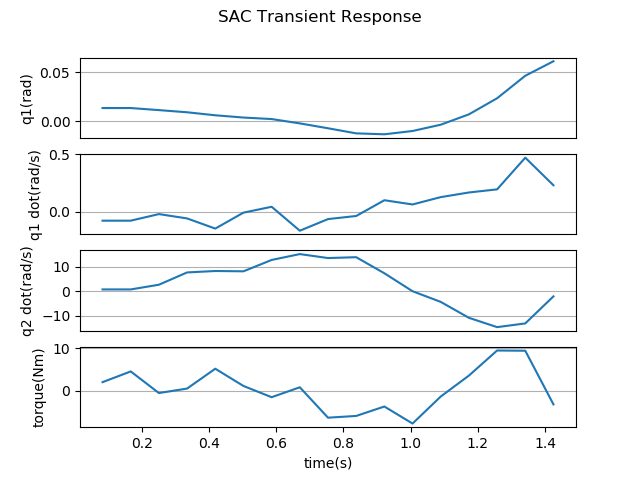 SAC Transient Response
0.05
0.00
q1(rad)
0.5
0.0
q1 dot(rad/s)
10
0
−10
q2 dot(rad/s)
10
0
torque(Nm)
0.2 0.4 0.6 0.8 1.0 1.2 1.4
time(s)